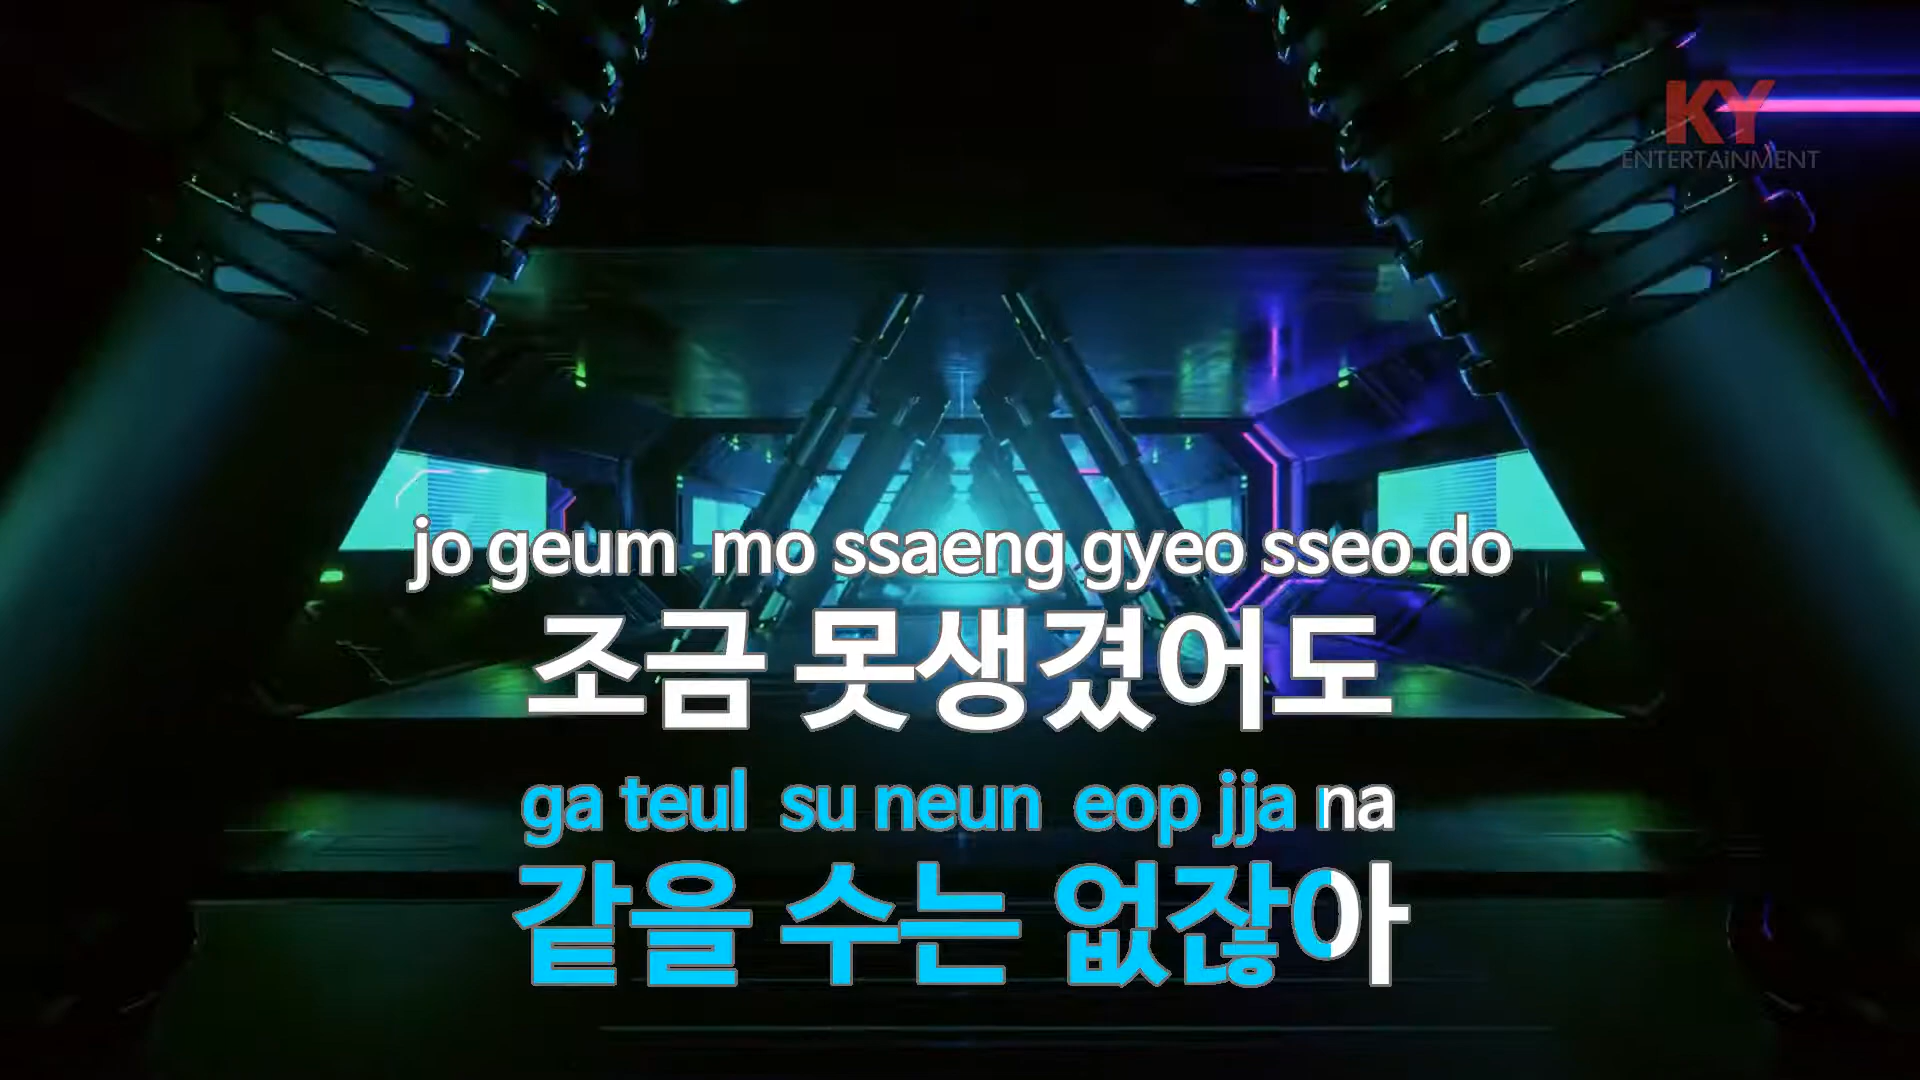 KY
ENTERTAiNMENT
jo geum mo ssaeng gyeo sseo do
조금 못생겼어도
ga teul su neun eop jja na
같을 수는 없잖아